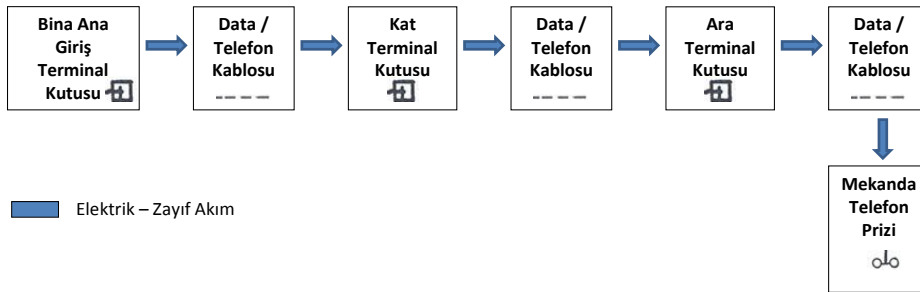 Bina Ana
Giriş
Terminal
Kutusu
Data /
Telefon
Kablosu
Kat
Terminal
Kutusu
Data /
Telefon
Kablosu
Ara
Terminal
Kutusu
Data /
Telefon
Kablosu
Mekanda
Telefon
Prizi
Elektrik – Zayıf Akım